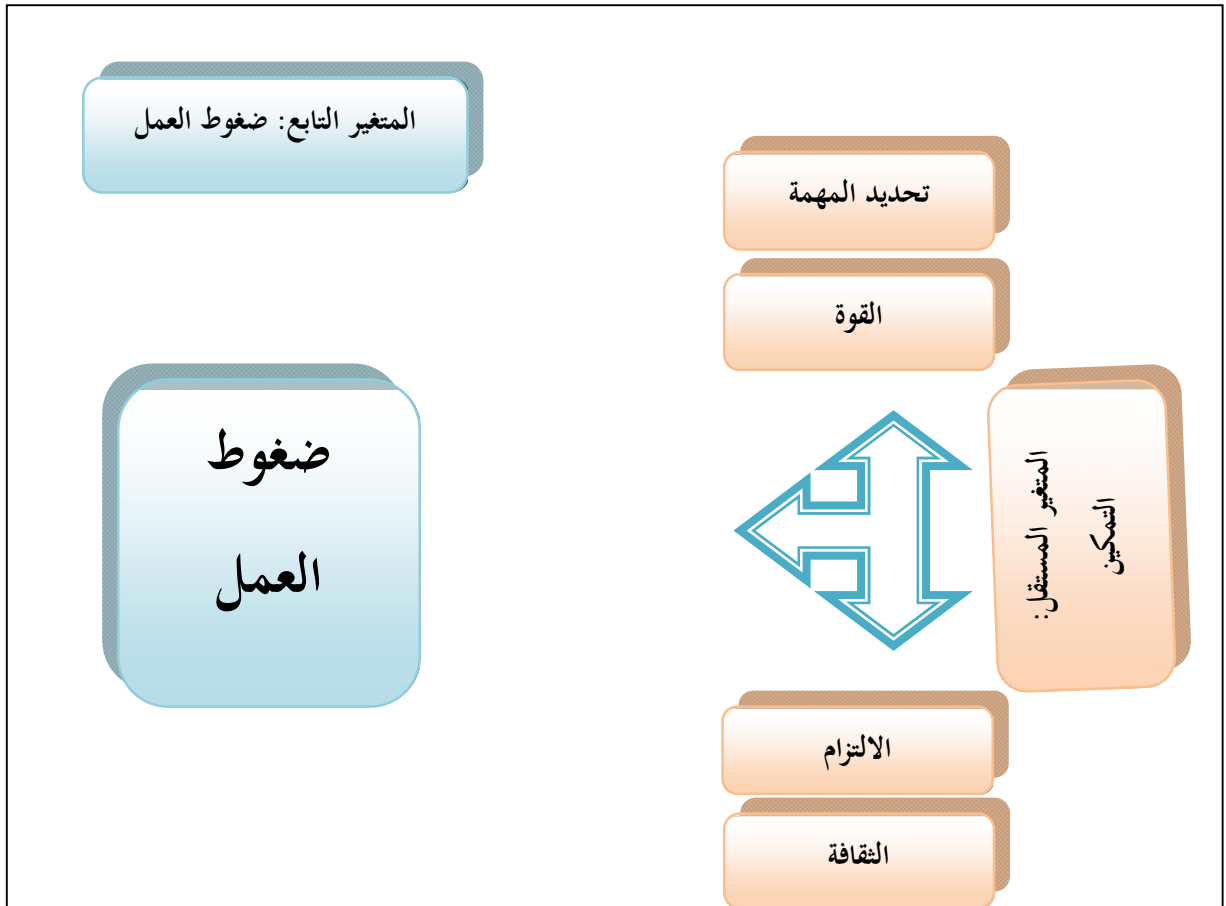 المتغير التابع: ضغوط العمل
تحديد المهمة
القوة
المتغير المستقل:
التمكين
ضغوط
العمل
الالتزام
الثقافة